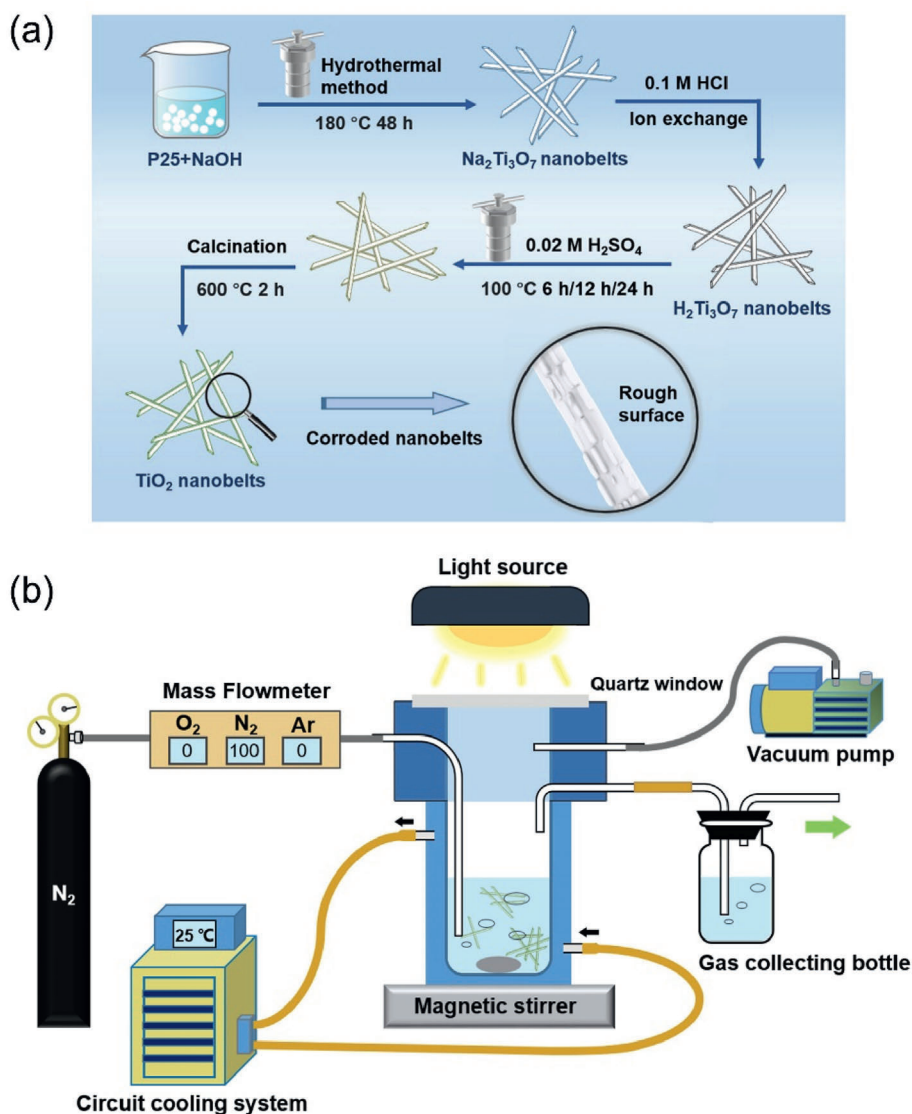 (a)
Hydrothermal
method
180 °C 48 h
P25+NaOH
Na₂Ti₃O₇ nanobelts
0.1 M HCl
Ion exchange
H₂Ti₃O₇ nanobelts
0.02 M H₂SO₄
100 °C 6 h/12 h/24 h
Calcination
600 °C 2 h
TiO₂ nanobelts
Corroded nanobelts
Rough
surface
(b)
Light source
Mass Flowmeter
O₂ N₂ Ar
0 100 0
Quartz window
Vacuum pump
N₂
25 ℃
Gas collecting bottle
Magnetic stirrer
Circuit cooling system